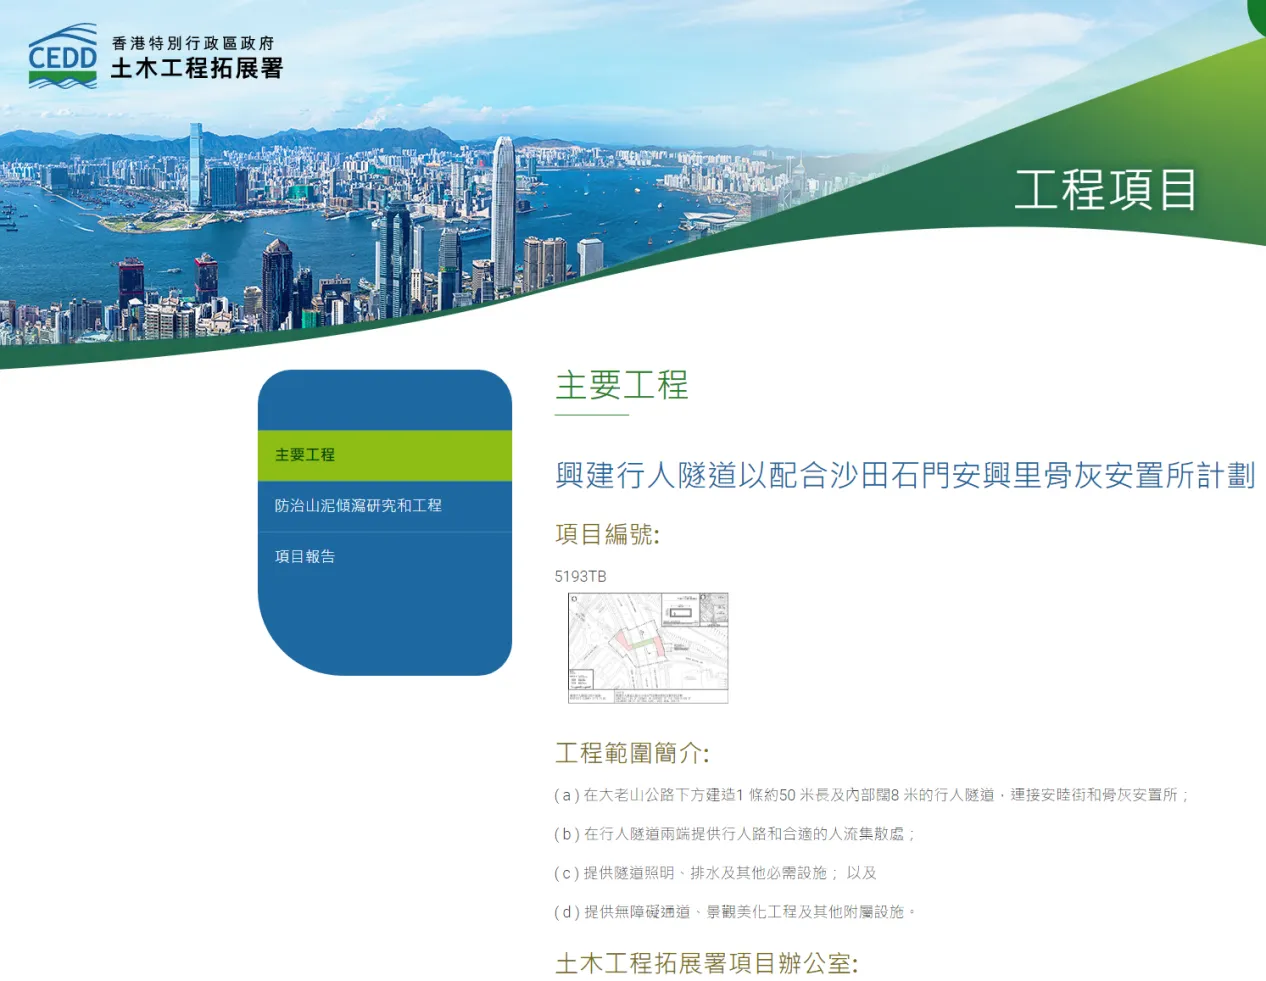 CEDD
香港特別行政區政府
土木工程拓展署
工程項目
主要工程
防治山泥傾瀉研究和工程
項目報告
主要工程
興建行人隧道以配合沙田石門安興里骨灰安置所計劃
項目編號:
5193TB
工程範圍簡介:
( a ) 在大老山公路下方建造1 條約50 米長及內部闊8 米的行人隧道，連接安睦街和骨灰安置所；
( b ) 在行人隧道兩端提供行人路和合適的人流集散處；
( c ) 提供隧道照明、排水及其他必需設施； 以及
( d ) 提供無障礙通道、景觀美化工程及其他附屬設施。
土木工程拓展署項目辦公室: